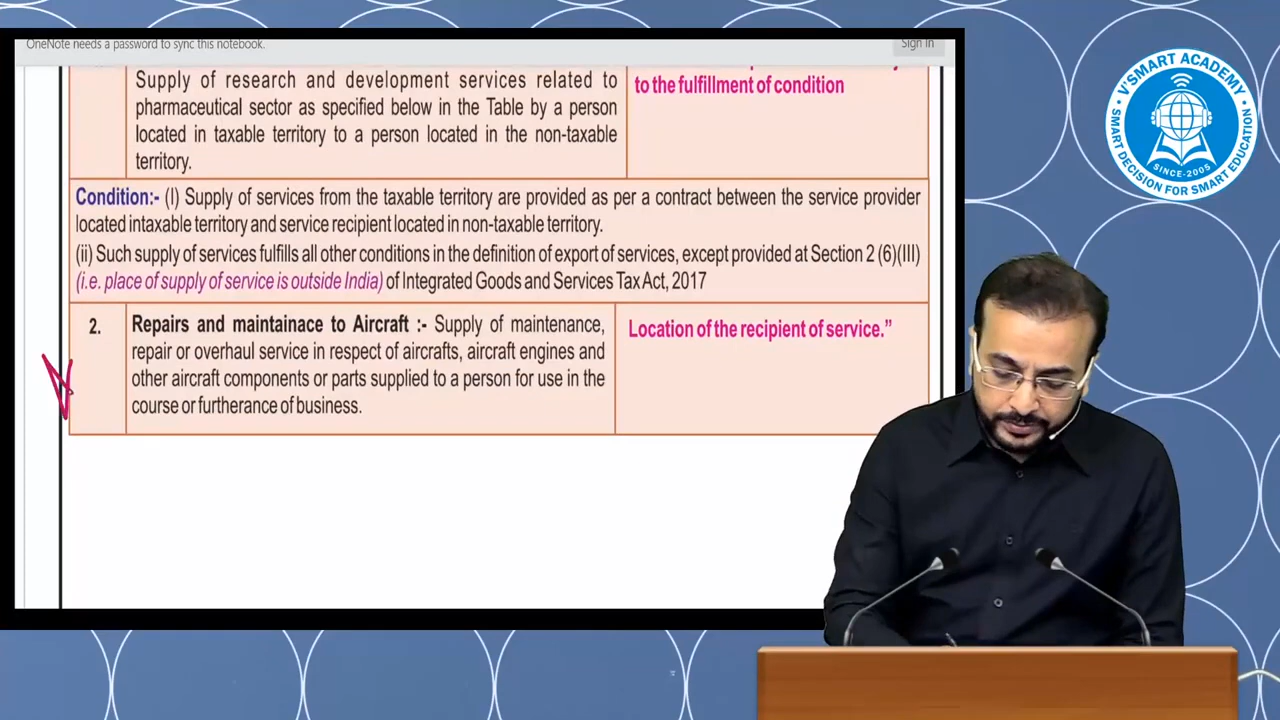 OneNote needs a password to sync this notebook.
Sign in
Supply of research and development services related to
pharmaceutical sector as specified below in the Table by a person
located in taxable territory to a person located in the non-taxable
territory.
to the fulfillment of condition
Condition:- (I) Supply of services from the taxable territory are provided as per a contract between the service provider
located intaxable territory and service recipient located in non-taxable territory.
(ii) Such supply of services fulfills all other conditions in the definition of export of services, except provided at Section 2 (6)(III)
(i.e. place of supply of service is outside India) of Integrated Goods and Services Tax Act, 2017
2.
Repairs and maintainace to Aircraft :- Supply of maintenance,
repair or overhaul service in respect of aircrafts, aircraft engines and
other aircraft components or parts supplied to a person for use in the
course or furtherance of business.
Location of the recipient of service.”
V'SMART ACADEMY
SINCE-2005
SMART DECISION FOR SMART EDUCATION